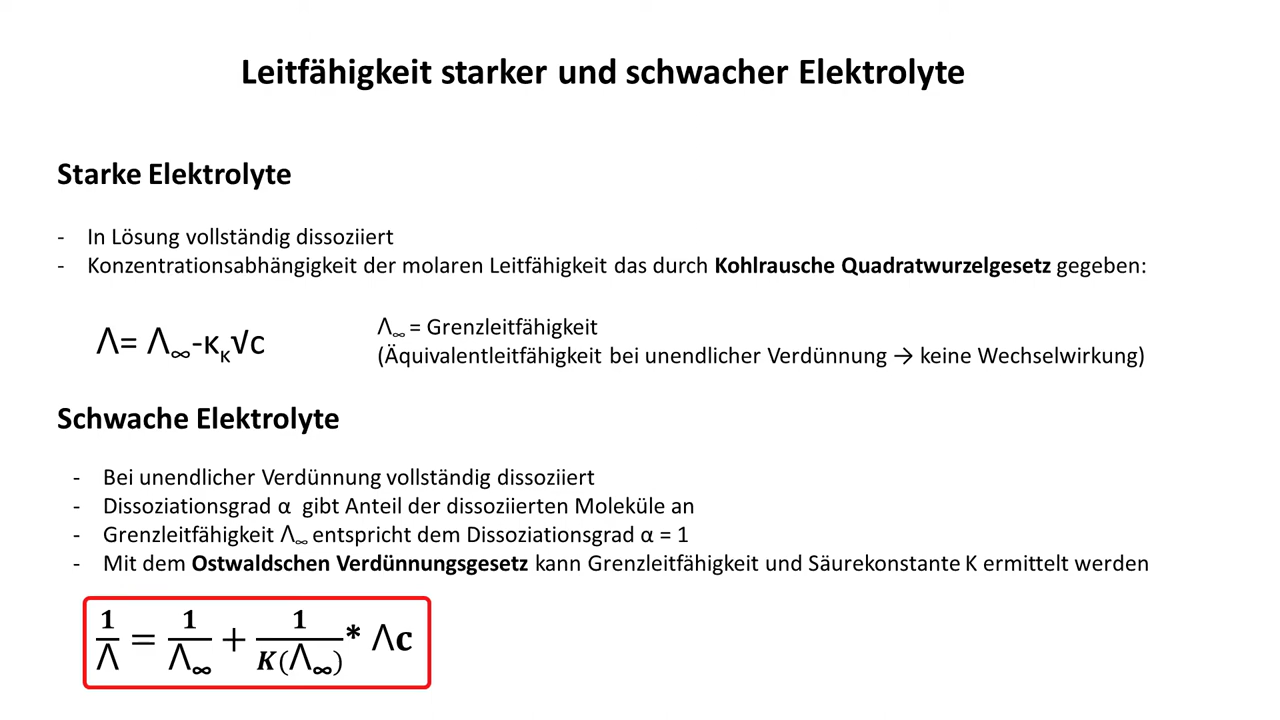 Leitfähigkeit starker und schwacher Elektrolyte
Starke Elektrolyte
- In Lösung vollständig dissoziiert
- Konzentrationsabhängigkeit der molaren Leitfähigkeit das durch Kohlrausche Quadratwurzelgesetz gegeben:
Λ= Λ∞-κκ√c
Λ∞ = Grenzleitfähigkeit
(Äquivalentleitfähigkeit bei unendlicher Verdünnung → keine Wechselwirkung)
Schwache Elektrolyte
- Bei unendlicher Verdünnung vollständig dissoziiert
- Dissoziationsgrad α gibt Anteil der dissoziierten Moleküle an
- Grenzleitfähigkeit Λ∞ entspricht dem Dissoziationsgrad α = 1
- Mit dem Ostwaldschen Verdünnungsgesetz kann Grenzleitfähigkeit und Säurekonstante K ermittelt werden
1/Λ = 1/Λ∞ + 1/K(Λ∞) * Λc